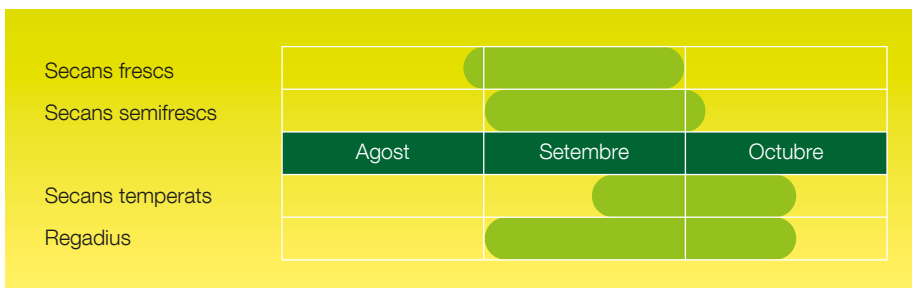 Secans frescs
Secans semifrescs
Agost Setembre Octubre
Secans temperats
Regadius